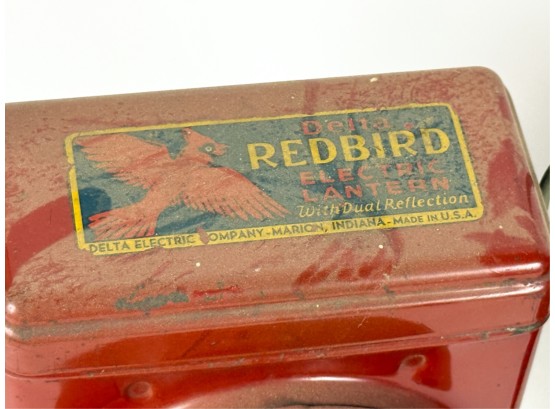 Delta
REDBIRD
ELECTRIC
LANTERN
With Dual Reflection
DELTA ELECTRIC COMPANY - MARION, INDIANA - MADE IN U.S.A.